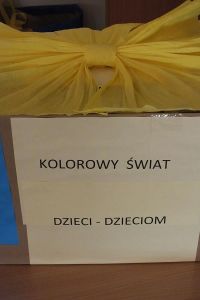 KOLOROWY ŚWIAT
DZIECI - DZIECIOM